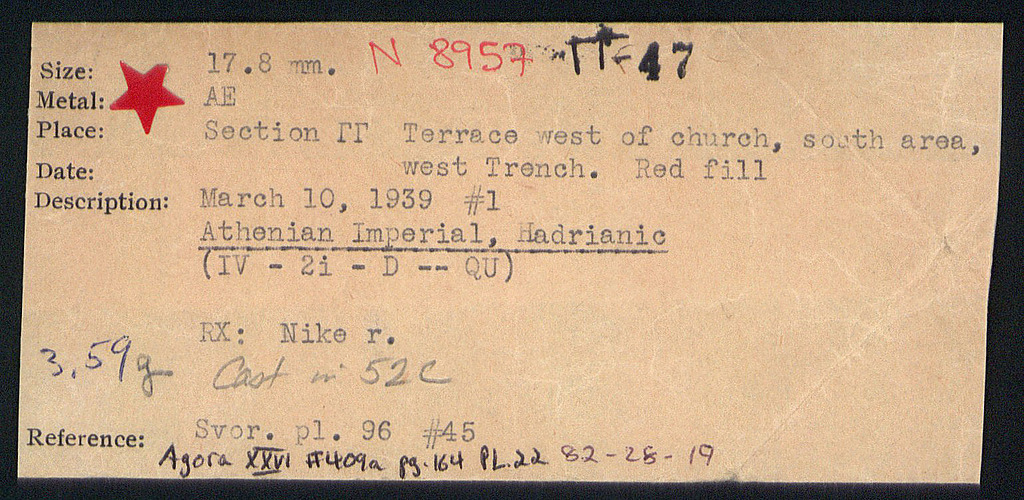 Size: 17.8 mm. N 8957 ΓΓ-47
Metal: AE
Place: Section ΓΓ Terrace west of church, south area,
west Trench. Red fill
Date:
Description: March 10, 1939 #1
Athenian Imperial, Hadrianic
(IV - 2i - D -- QU)
RX: Nike r.
3.59g Cast in 52C
Reference: Svor. pl. 96 #45
Agora XXVI #409a pg.164 PL.22 82-28-19